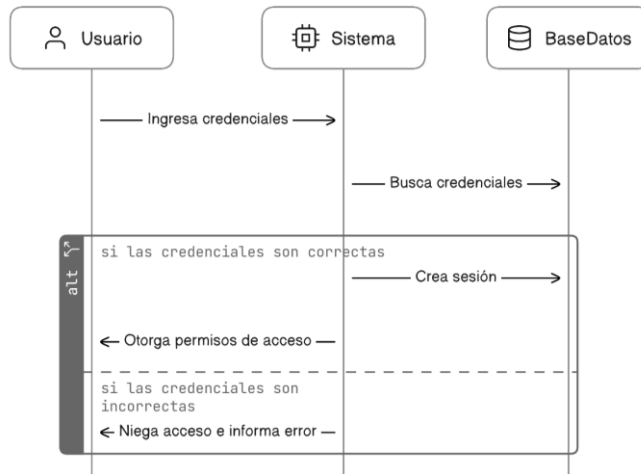 Usuario
Sistema
BaseDatos
Ingresa credenciales
Busca credenciales
alt
si las credenciales son correctas
Crea sesión
Otorga permisos de acceso
si las credenciales son
incorrectas
Niega acceso e informa error